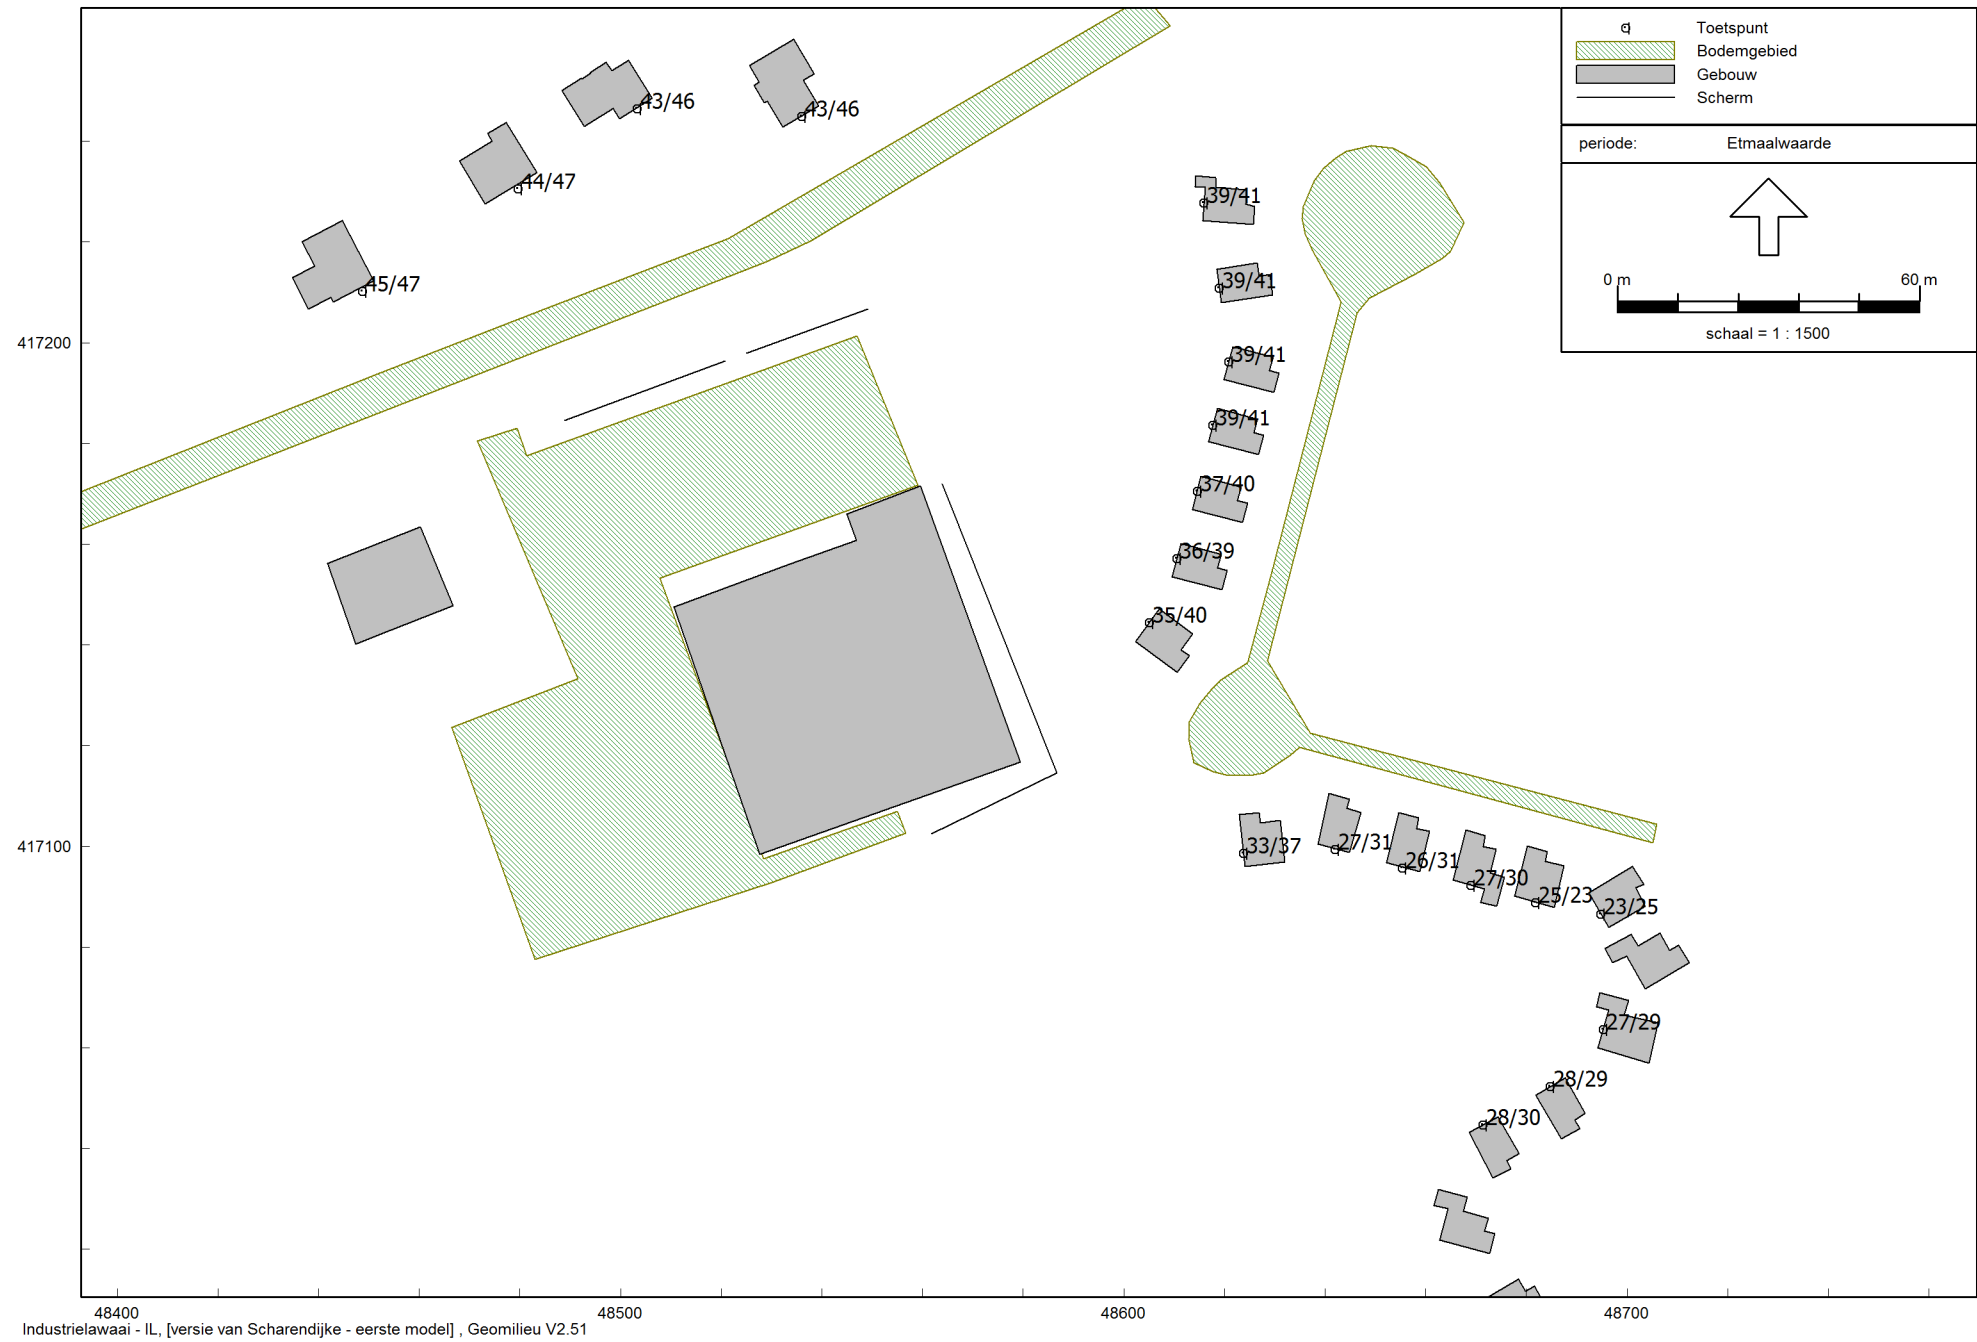 Toetspunt
Bodemgebied
Gebouw
Scherm
periode: Etmaalwaarde
0 m 60 m
schaal = 1 : 1500
43/46
43/46
44/47
45/47
39/41
39/41
39/41
39/41
37/40
36/39
35/40
33/37
27/31
26/31
27/30
25/23
23/25
27/29
28/29
28/30
417200
417100
48400 48500 48600 48700
Industrielawaai - IL, [versie van Scharendijke - eerste model] , Geomilieu V2.51